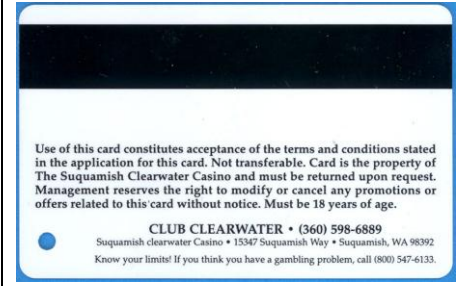 Use of this card constitutes acceptance of the terms and conditions stated
in the application for this card. Not transferable. Card is the property of
The Suquamish Clearwater Casino and must be returned upon request.
Management reserves the right to modify or cancel any promotions or
offers related to this card without notice. Must be 18 years of age.
CLUB CLEARWATER • (360) 598-6889
Suquamish clearwater Casino • 15347 Suquamish Way • Suquamish, WA 98392
Know your limits! If you think you have a gambling problem, call (800) 547-6133.